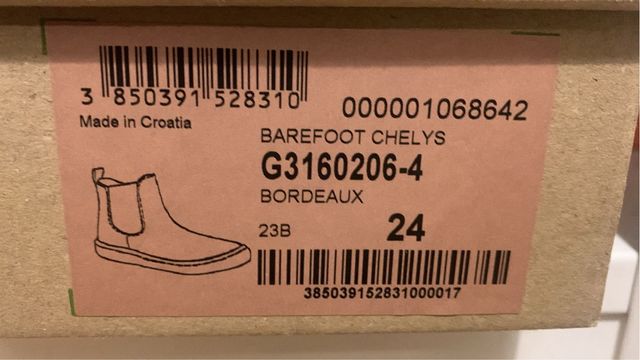 3 850391 528310
000001068642
Made in Croatia
BAREFOOT CHELYS
G3160206-4
BORDEAUX
23B 24
385039152831000017